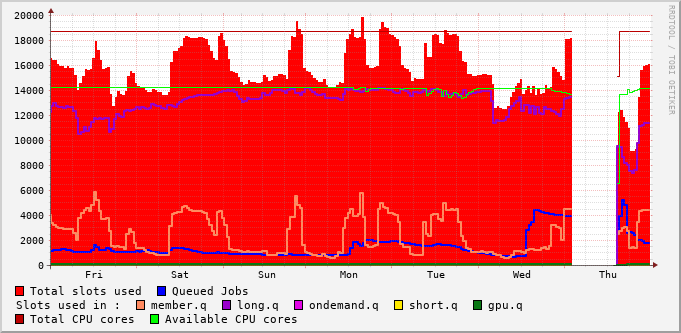 20000
18000
16000
14000
12000
10000
8000
6000
4000
2000
0
Fri Sat Sun Mon Tue Wed Thu
Total slots used Queued Jobs
Slots used in : member.q long.q ondemand.q short.q gpu.q
Total CPU cores Available CPU cores
RRDTOOL / TOBI OETIKER